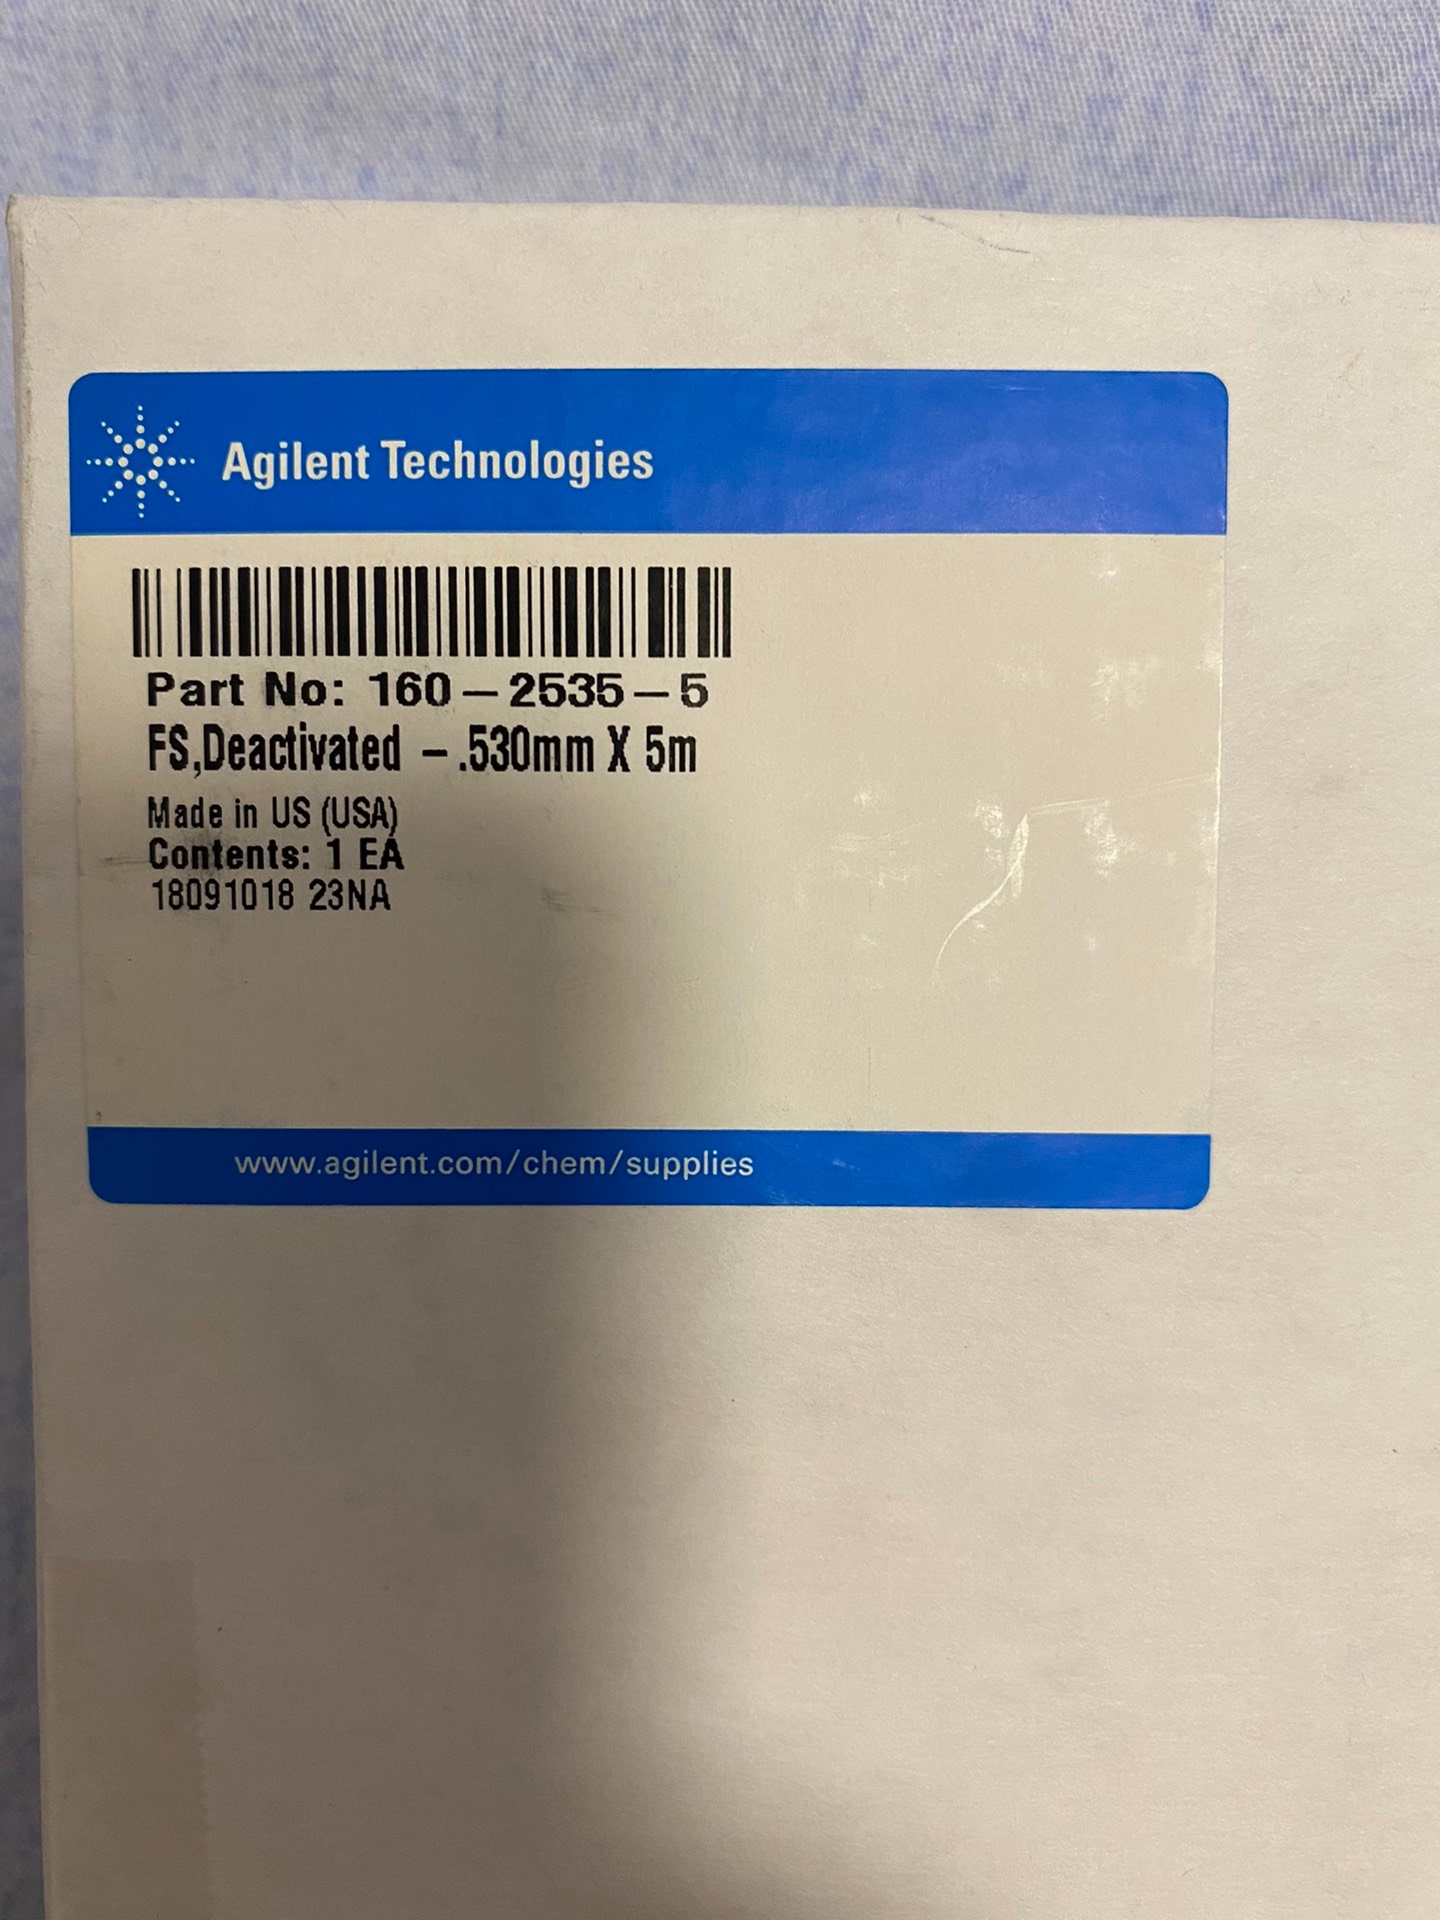 Agilent Technologies
Part No: 160-2535-5
FS,Deactivated -.530mm X 5m
Made in US (USA)
Contents: 1 EA
18091018 23NA
www.agilent.com/chem/supplies